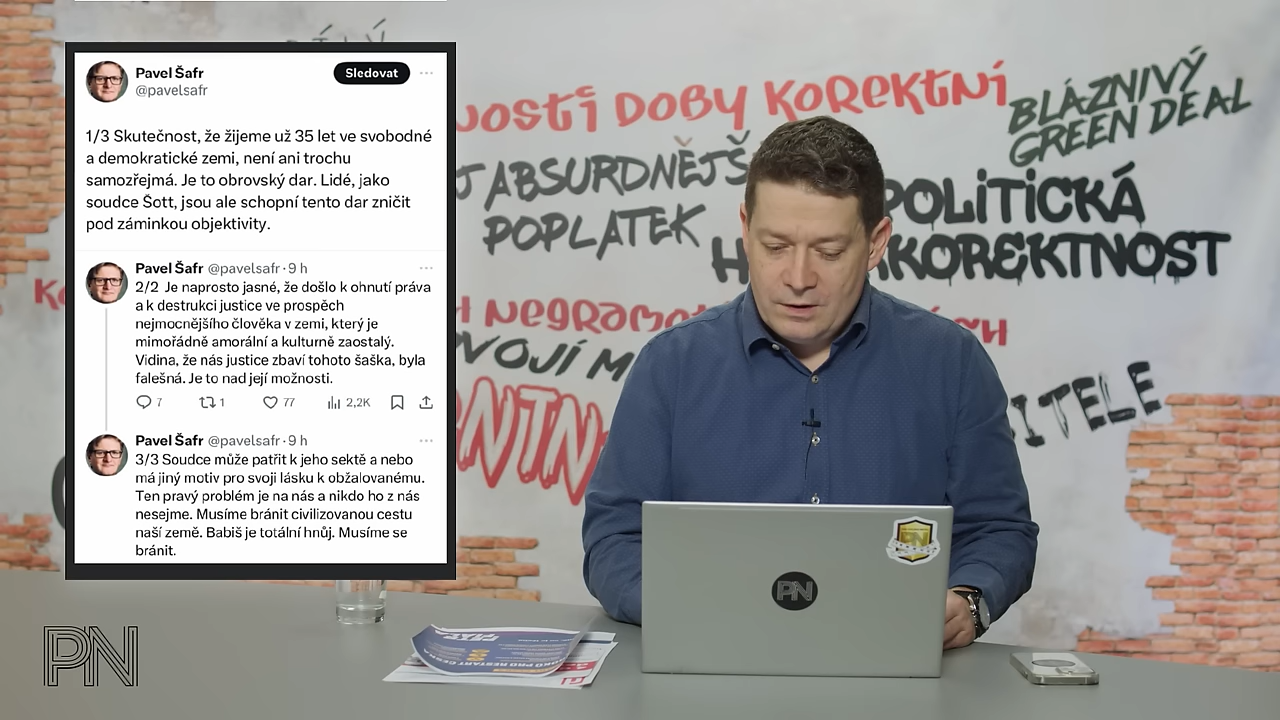 Pavel Šafr
@pavelsafr
Sledovat
1/3 Skutečnost, že žijeme už 35 let ve svobodné
a demokratické zemi, není ani trochu
samozřejmá. Je to obrovský dar. Lidé, jako
soudce Šott, jsou ale schopní tento dar zničit
pod záminkou objektivity.
Pavel Šafr @pavelsafr · 9 h
2/2 Je naprosto jasné, že došlo k ohnutí práva
a k destrukci justice ve prospěch
nejmocnějšího člověka v zemi, který je
mimořádně amorální a kulturně zaostalý.
Vidina, že nás justice zbaví tohoto šaška, byla
falešná. Je to nad její možnosti.
7 1 77 2,2K
Pavel Šafr @pavelsafr · 9 h
3/3 Soudce může patřit k jeho sektě a nebo
má jiný motiv pro svoji lásku k obžalovanému.
Ten pravý problém je na nás a nikdo ho z nás
nesejme. Musíme bránit civilizovanou cestu
naší země. Babiš je totální hnůj. Musíme se
bránit.
DOBY KOREKTNÍ
BLÁZNIVÝ
GREEN DEAL
POPLATEK
POLITICKÁ
KOREKTNOST
PN
PN
PN